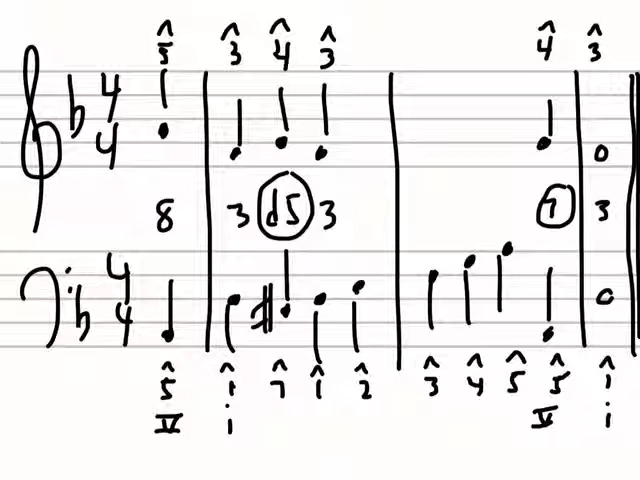 ^5 ^3 ^4 ^3 ^4 ^3
♭ 4 4
8 3 d5 3 7 3
♭ 4 4 #
^5 ^1 ^7 ^1 ^2 ^3 ^4 ^5 ^5 ^1
V i V i